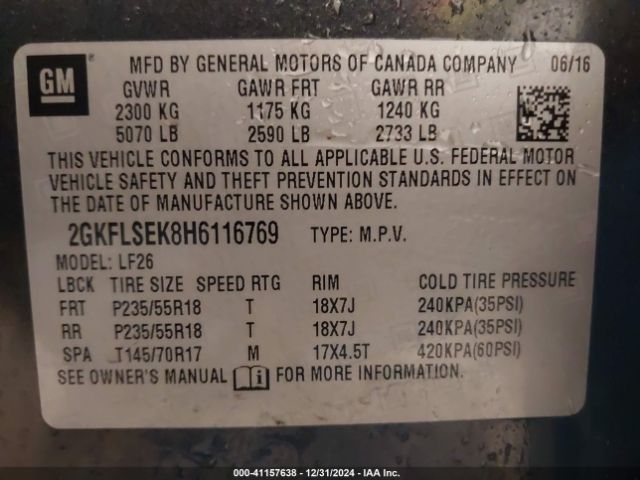 GM
MFD BY GENERAL MOTORS OF CANADA COMPANY 06/16
GVWR GAWR FRT GAWR RR
2300 KG 1175 KG 1240 KG
5070 LB 2590 LB 2733 LB
THIS VEHICLE CONFORMS TO ALL APPLICABLE U.S. FEDERAL MOTOR
VEHICLE SAFETY AND THEFT PREVENTION STANDARDS IN EFFECT ON
THE DATE OF MANUFACTURE SHOWN ABOVE.
2GKFLSEK8H6116769 TYPE: M.P.V.
MODEL: LF26
LBCK TIRE SIZE SPEED RTG RIM COLD TIRE PRESSURE
FRT P235/55R18 T 18X7J 240KPA(35PSI)
RR P235/55R18 T 18X7J 240KPA(35PSI)
SPA T145/70R17 M 17X4.5T 420KPA(60PSI)
SEE OWNER'S MANUAL FOR MORE INFORMATION.
000-41157638 - 12/31/2024 - IAAI Inc.